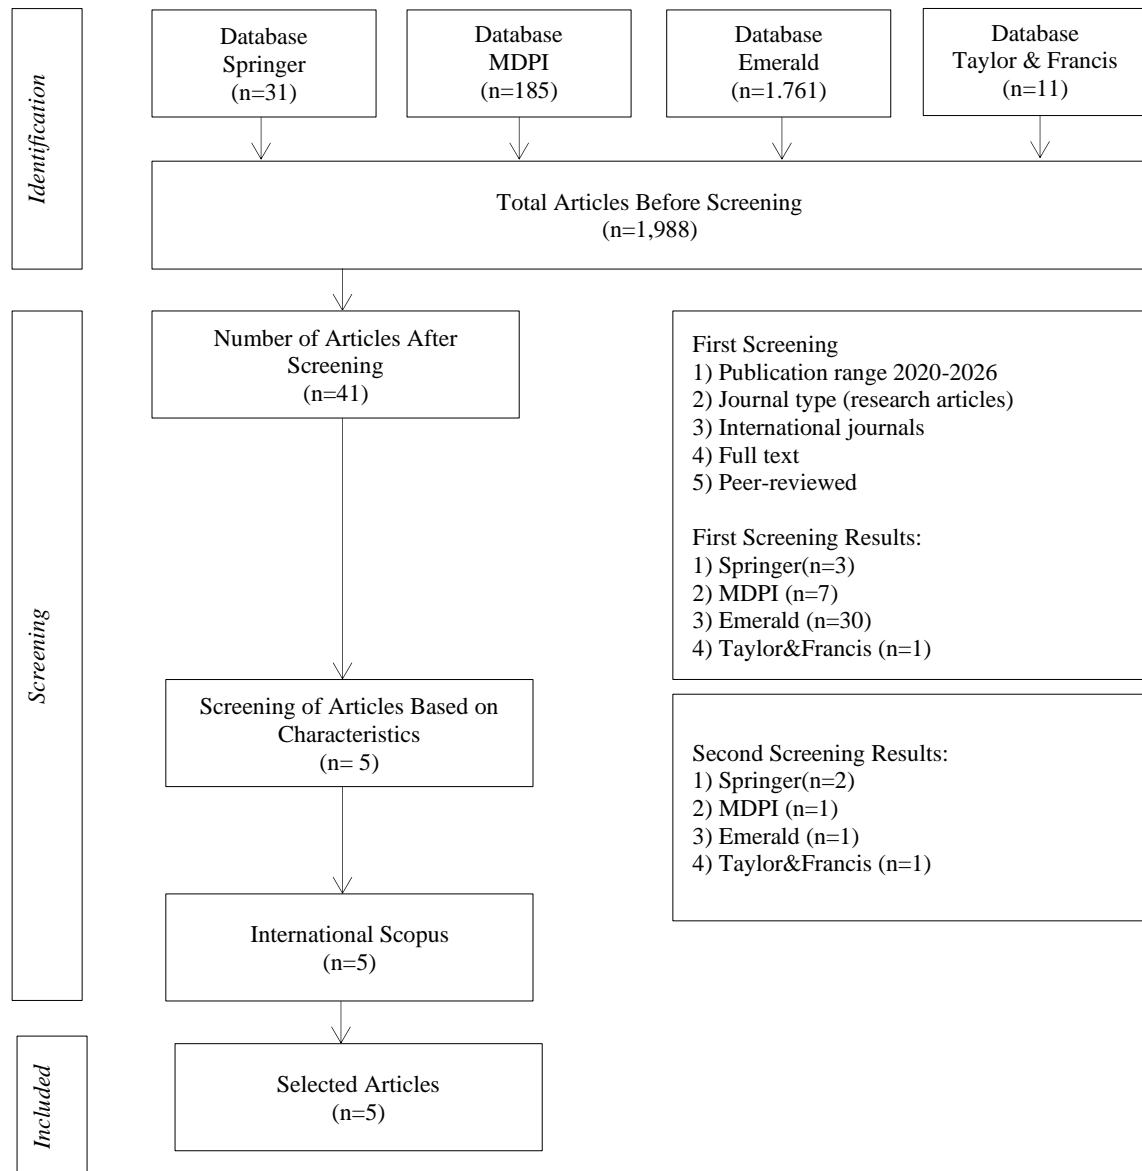 Identification
Database
Springer
(n=31)
Database
MDPI
(n=185)
Database
Emerald
(n=1.761)
Database
Taylor & Francis
(n=11)
Total Articles Before Screening
(n=1,988)
Screening
Number of Articles After
Screening
(n=41)
First Screening
1) Publication range 2020-2026
2) Journal type (research articles)
3) International journals
4) Full text
5) Peer-reviewed
First Screening Results:
1) Springer(n=3)
2) MDPI (n=7)
3) Emerald (n=30)
4) Taylor&Francis (n=1)
Screening of Articles Based on
Characteristics
(n= 5)
Second Screening Results:
1) Springer(n=2)
2) MDPI (n=1)
3) Emerald (n=1)
4) Taylor&Francis (n=1)
International Scopus
(n=5)
Included
Selected Articles
(n=5)